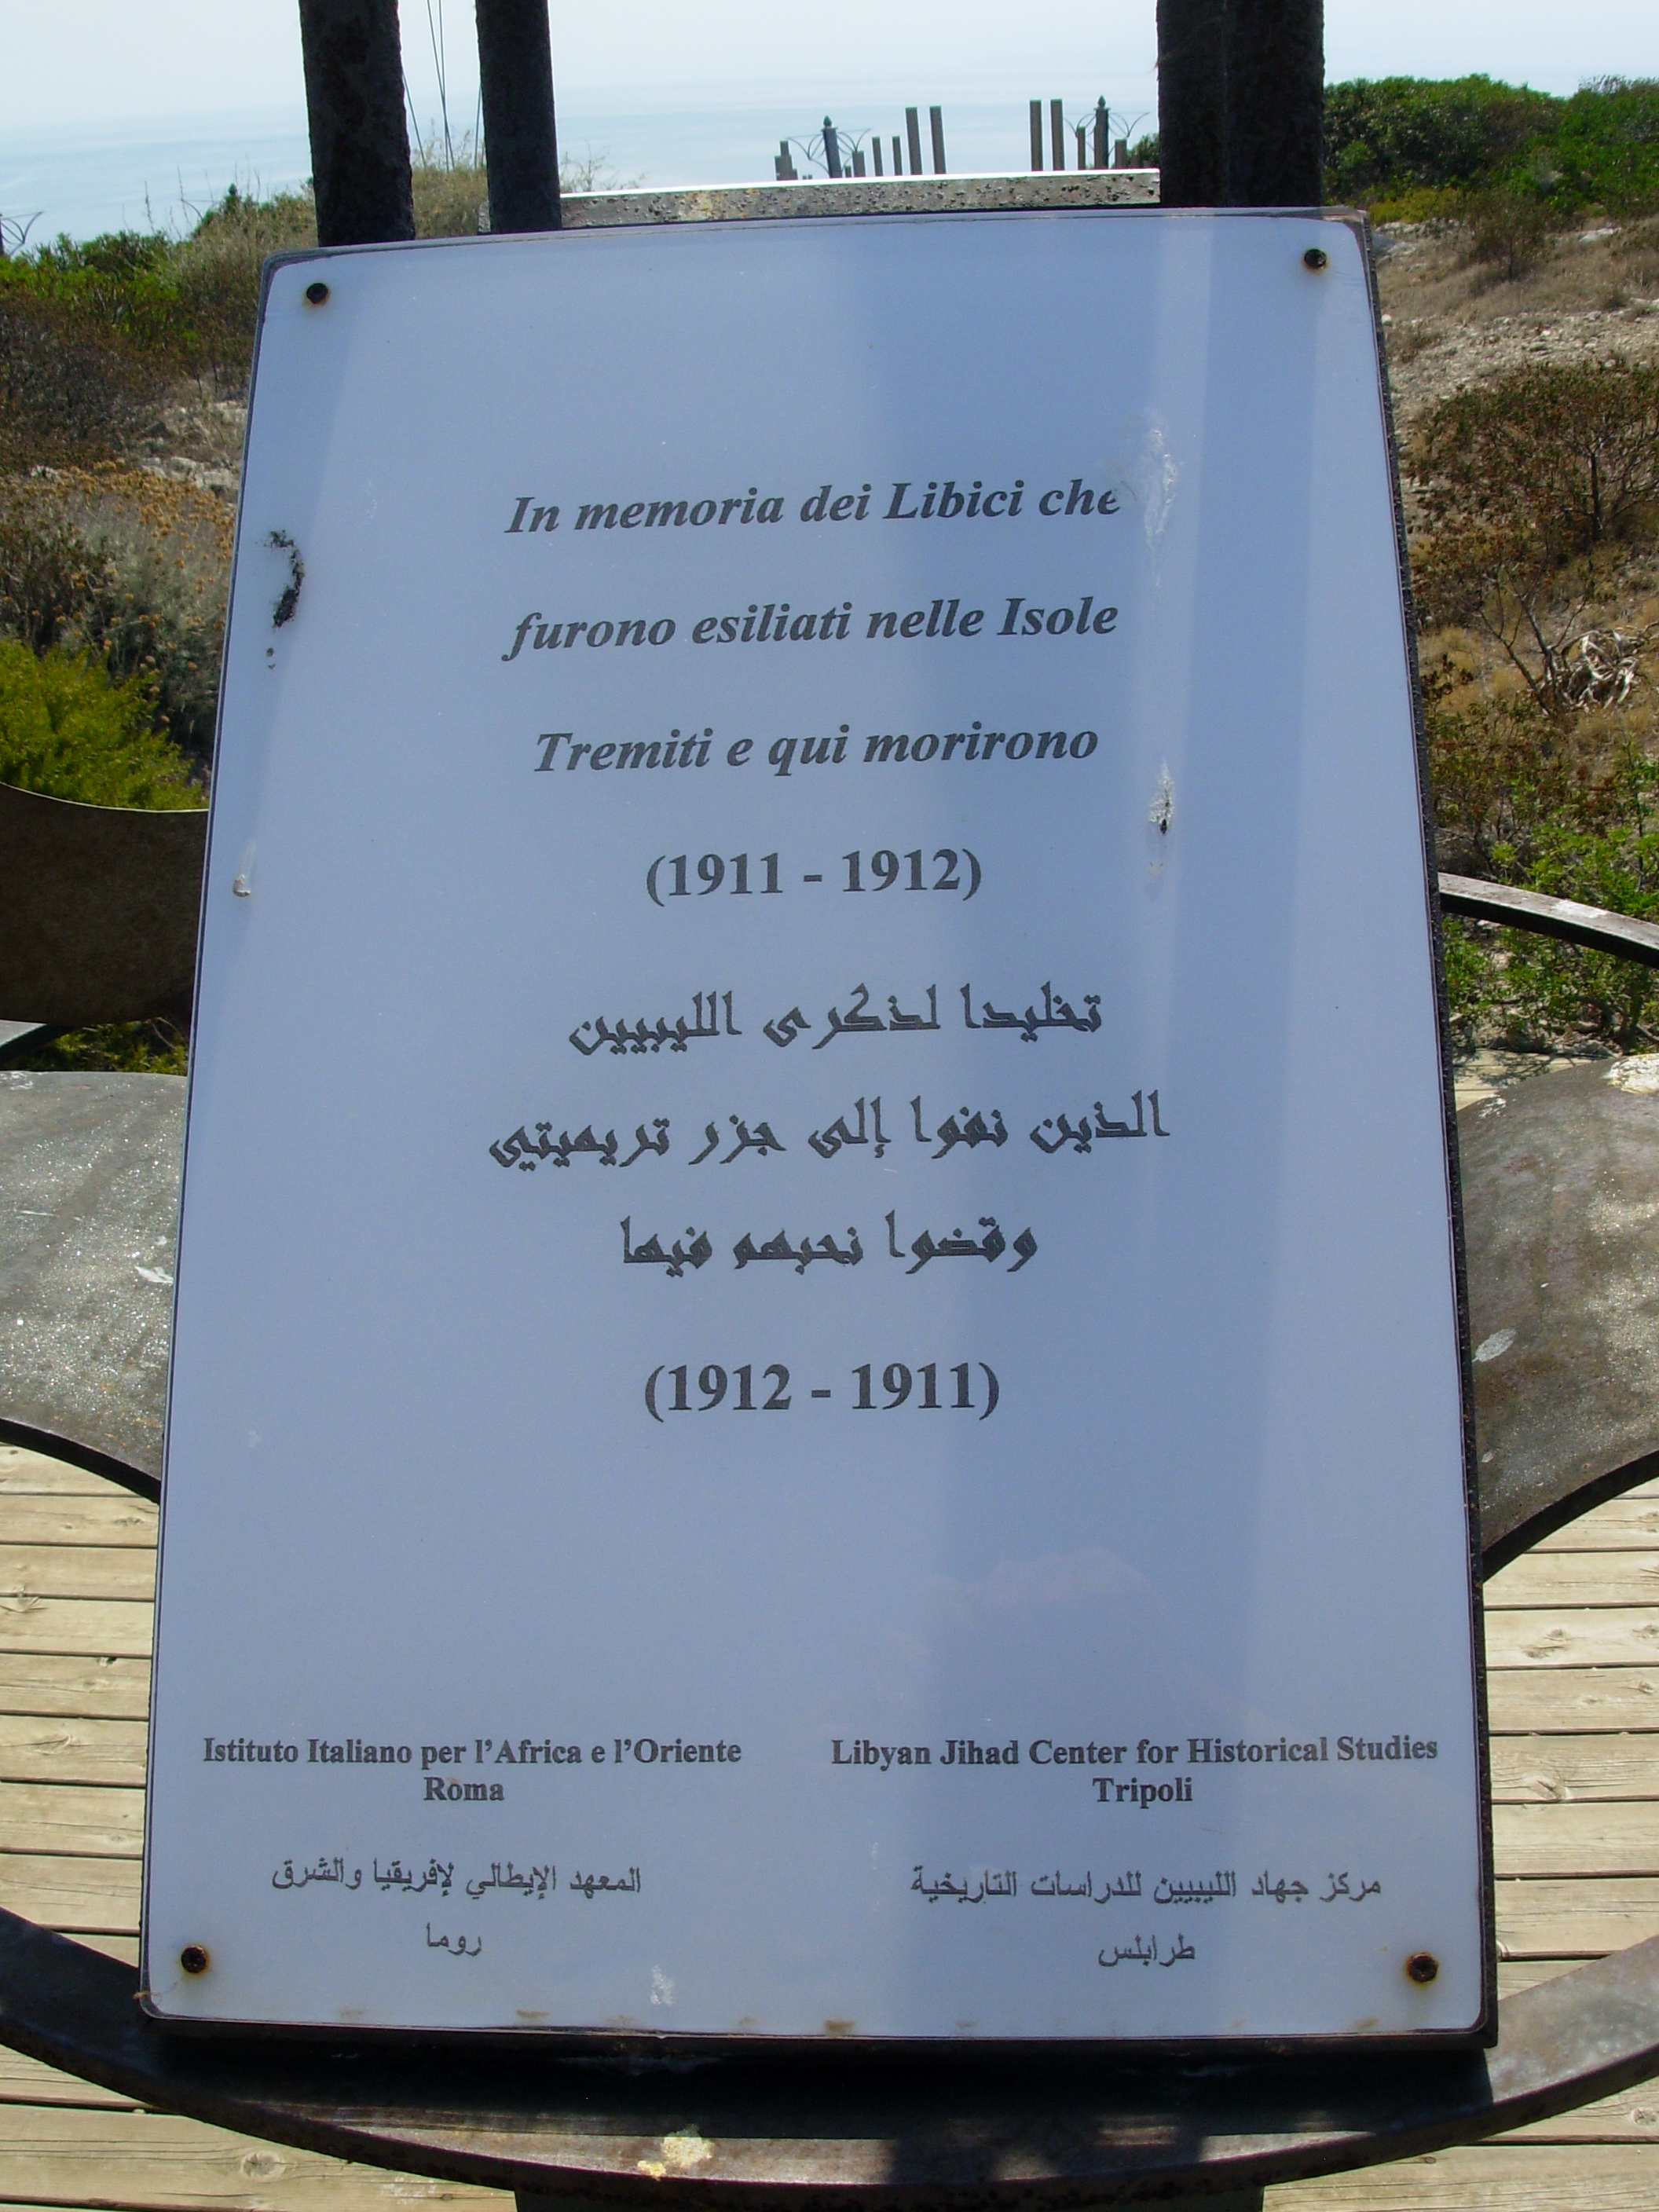 In memoria dei Libici che
furono esiliati nelle Isole
Tremiti e qui morirono
(1911 - 1912)
تخليدا لذكرى الليبيين
الذين نفوا إلى جزر تريميتي
وقضوا نحبهم فيها
(1912 - 1911)
Istituto Italiano per l’Africa e l’Oriente
Roma
المعهد الإيطالي لإفريقيا والشرق
روما
Libyan Jihad Center for Historical Studies
Tripoli
مركز جهاد الليبيين للدراسات التاريخية
طرابلس